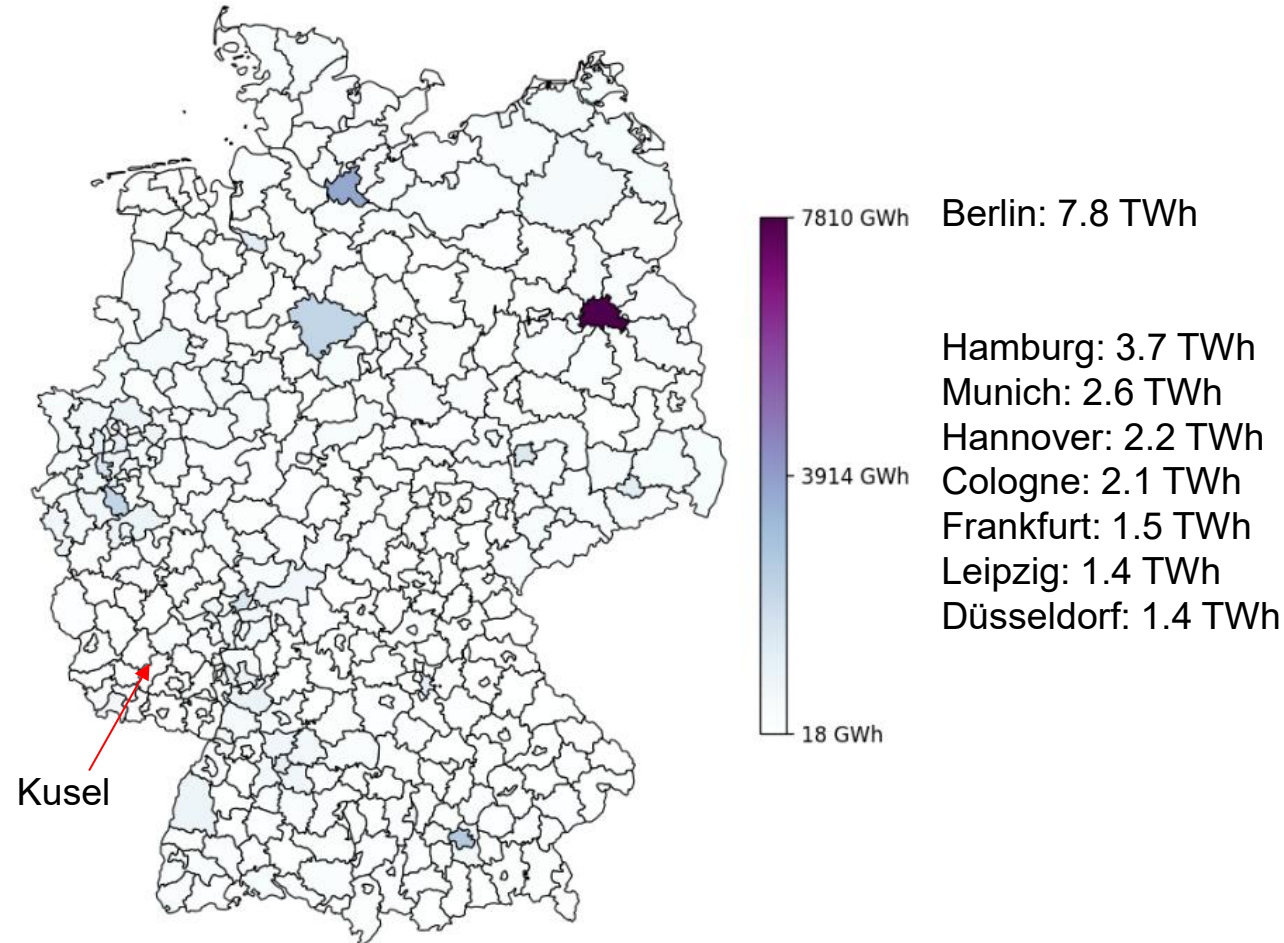 7810 GWh
Berlin: 7.8 TWh
Hamburg: 3.7 TWh
Munich: 2.6 TWh
Hannover: 2.2 TWh
3914 GWh
Cologne: 2.1 TWh
Frankfurt: 1.5 TWh
Leipzig: 1.4 TWh
Düsseldorf: 1.4 TWh
18 GWh
Kusel